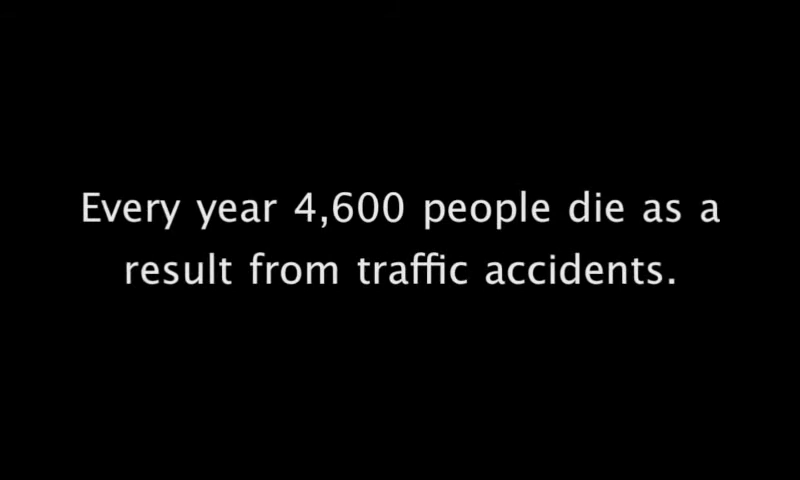 Every year 4,600 people die as a
result from traffic accidents.